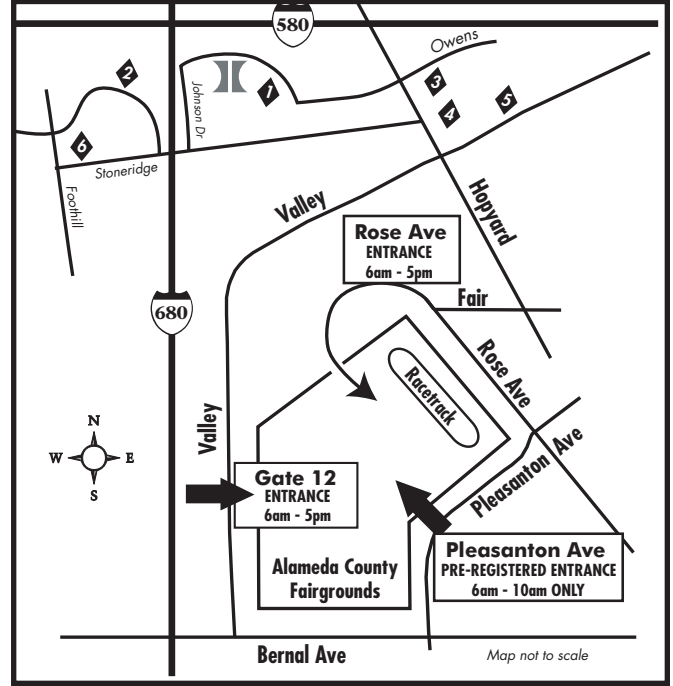 580
Owens
2
3
1
5
4
Johnson Dr
6
Stoneridge
Foothill
Valley
Hopyard
Rose Ave
ENTRANCE
6am - 5pm
Fair
680
Rose Ave
Racetrack
N
W
E
S
Valley
Pleasanton Ave
Gate 12
ENTRANCE
6am - 5pm
Pleasanton Ave
PRE-REGISTERED ENTRANCE
6am - 10am ONLY
Alameda County
Fairgrounds
Bernal Ave
Map not to scale